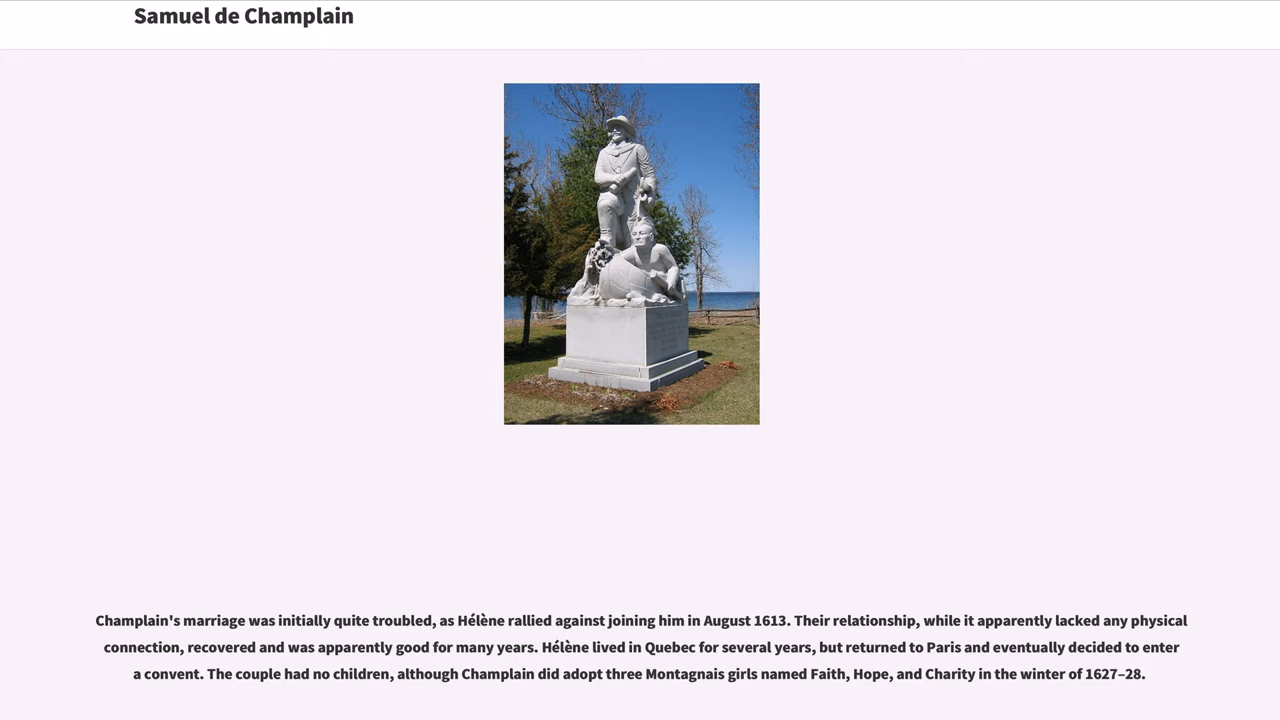 Samuel de Champlain
Champlain's marriage was initially quite troubled, as Hélène rallied against joining him in August 1613. Their relationship, while it apparently lacked any physical
connection, recovered and was apparently good for many years. Hélène lived in Quebec for several years, but returned to Paris and eventually decided to enter
a convent. The couple had no children, although Champlain did adopt three Montagnais girls named Faith, Hope, and Charity in the winter of 1627–28.